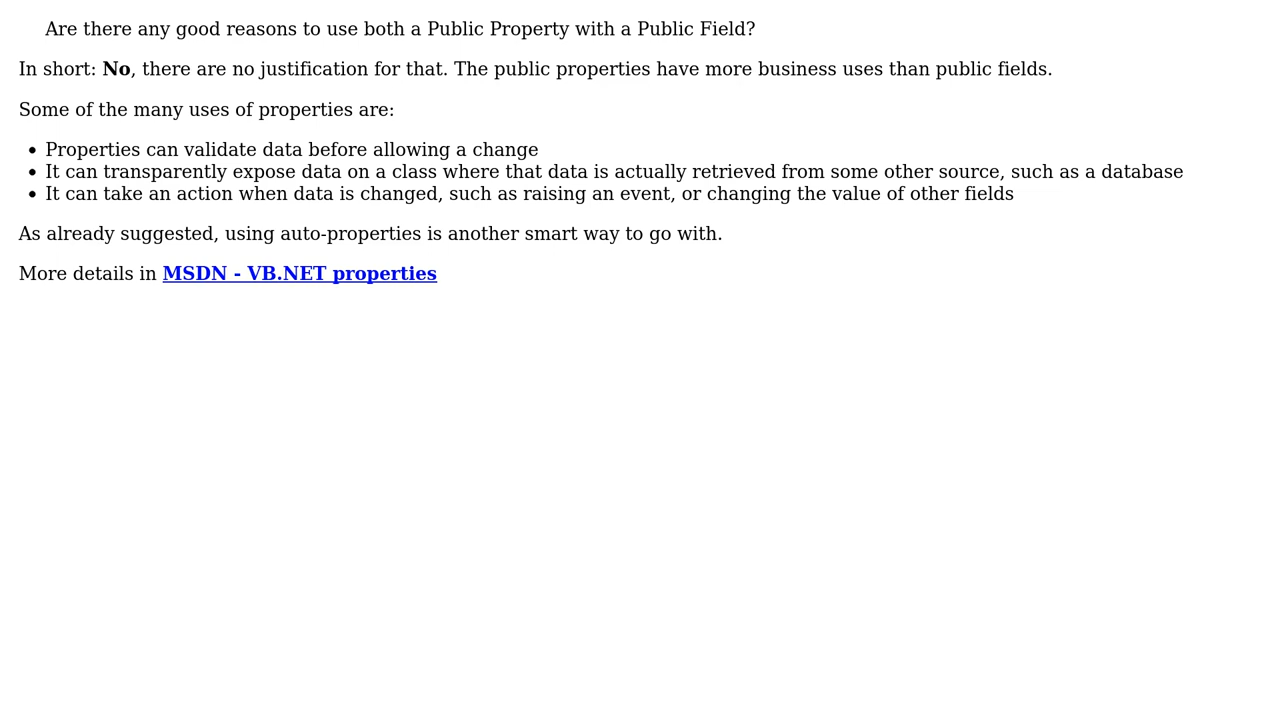 Are there any good reasons to use both a Public Property with a Public Field?
In short: No, there are no justification for that. The public properties have more business uses than public fields.
Some of the many uses of properties are:
• Properties can validate data before allowing a change
• It can transparently expose data on a class where that data is actually retrieved from some other source, such as a database
• It can take an action when data is changed, such as raising an event, or changing the value of other fields
As already suggested, using auto-properties is another smart way to go with.
More details in MSDN - VB.NET properties